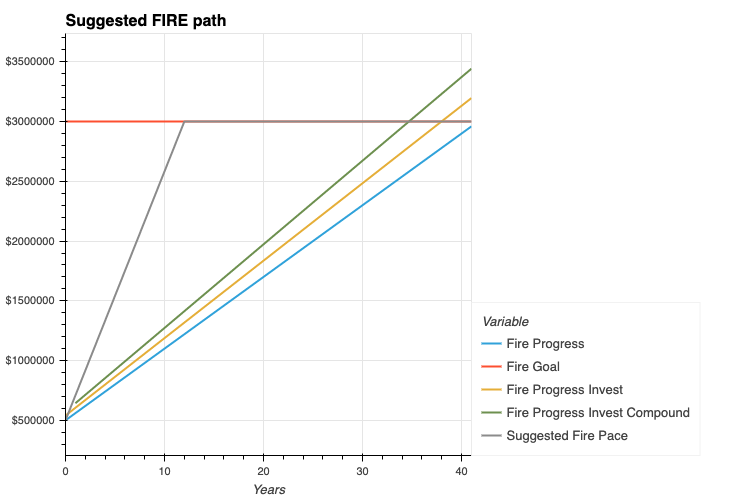 Suggested FIRE path
$3500000
$3000000
$2500000
$2000000
$1500000
$1000000
$500000
0 10 20 30 40
Years
Variable
Fire Progress
Fire Goal
Fire Progress Invest
Fire Progress Invest Compound
Suggested Fire Pace